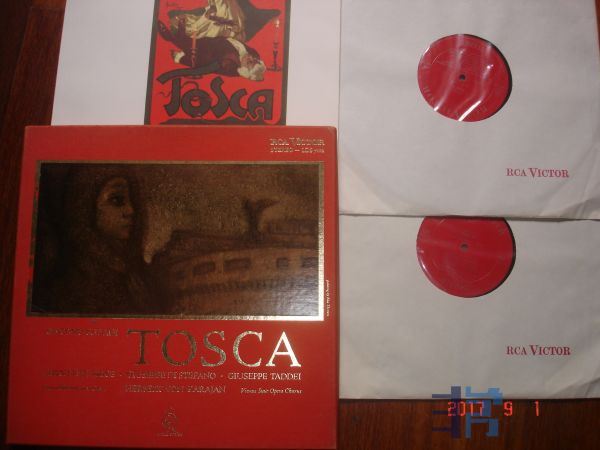 TOSCA
RCA VICTOR
STEREO
TOSCA
GIUSEPPE DI STEFANO · GIUSEPPE TADDEI
HERBERT VON KARAJAN
Vienna State Opera Chorus
RCA VICTOR
RCA VICTOR
2017 9 1